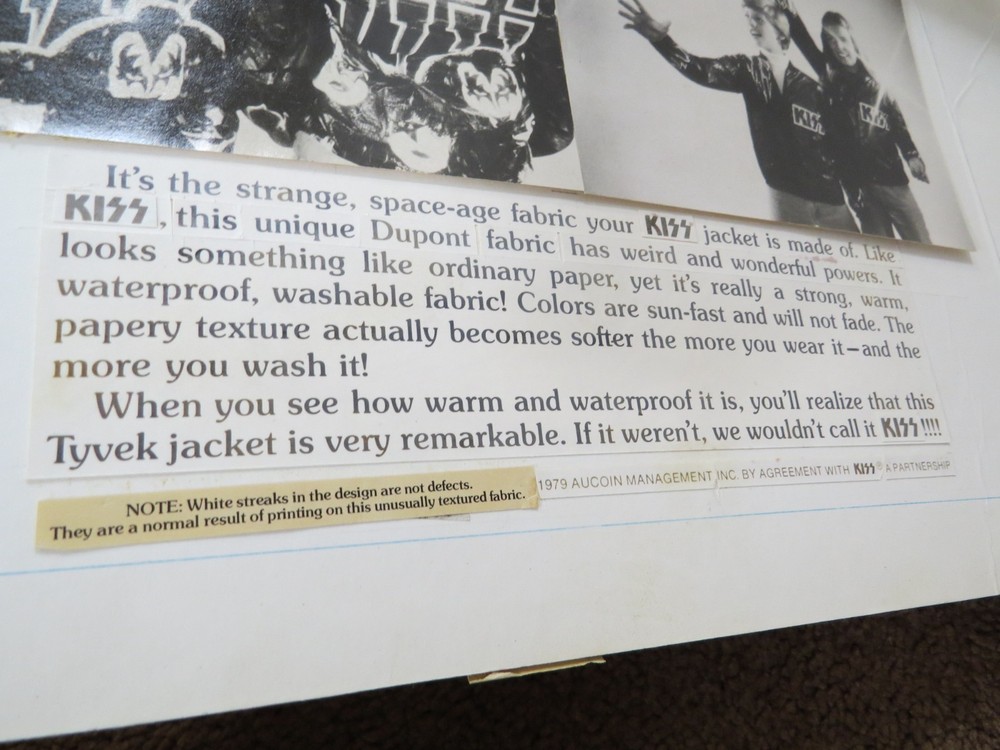 KISS
KISS
It's the strange, space-age fabric your KISS jacket is made of. Like
KISS, this unique Dupont fabric has weird and wonderful powers. It
looks something like ordinary paper, yet it's really a strong, warm,
waterproof, washable fabric! Colors are sun-fast and will not fade. The
papery texture actually becomes softer the more you wear it—and the
more you wash it!
When you see how warm and waterproof it is, you'll realize that this
Tyvek jacket is very remarkable. If it weren't, we wouldn't call it KISS!!!!
1979 AUCOIN MANAGEMENT INC. BY AGREEMENT WITH KISS® A PARTNERSHIP
NOTE: White streaks in the design are not defects.
They are a normal result of printing on this unusually textured fabric.